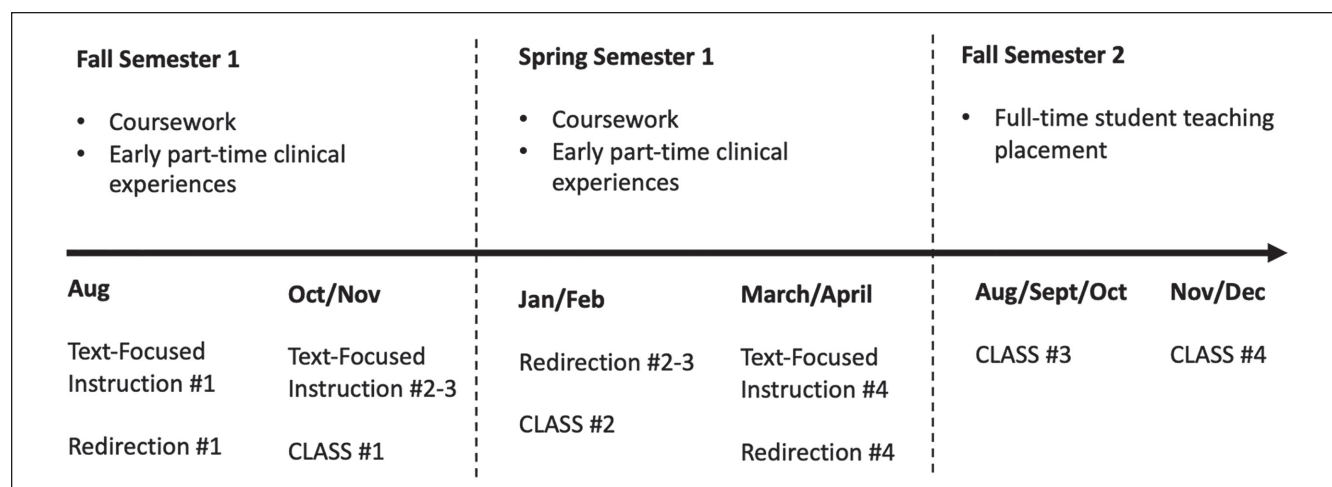 Fall Semester 1
• Coursework
• Early part-time clinical
experiences
Spring Semester 1
• Coursework
• Early part-time clinical
experiences
Fall Semester 2
• Full-time student teaching
placement
Aug
Text-Focused
Instruction #1
Redirection #1
Oct/Nov
Text-Focused
Instruction #2-3
CLASS #1
Jan/Feb
Redirection #2-3
CLASS #2
March/April
Text-Focused
Instruction #4
Redirection #4
Aug/Sept/Oct
CLASS #3
Nov/Dec
CLASS #4